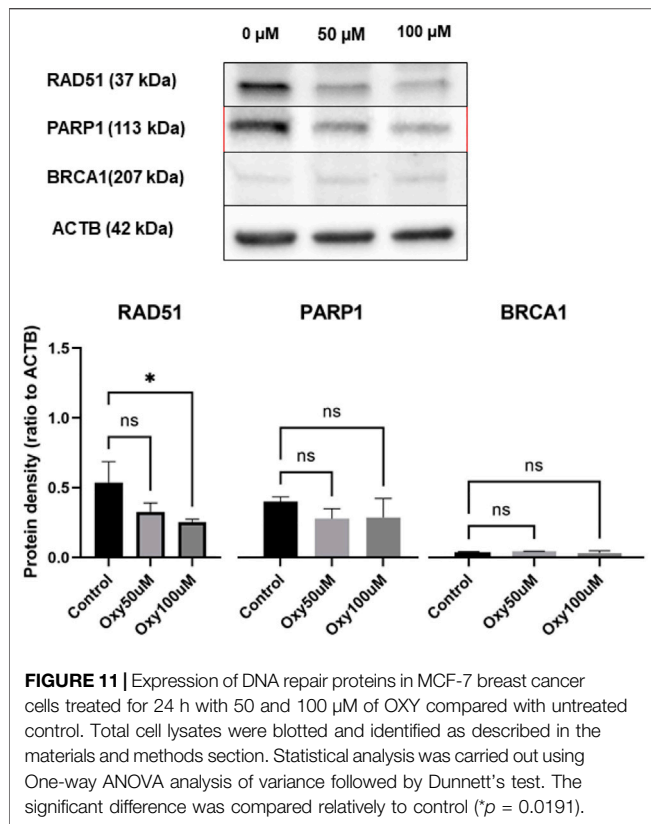 0 µM 50 µM 100 µM
RAD51 (37 kDa)
PARP1 (113 kDa)
BRCA1(207 kDa)
ACTB (42 kDa)
RAD51 PARP1 BRCA1
Protein density (ratio to ACTB)
1.5
1.0
0.5
0.0
*
ns
ns
ns
ns
ns
Control Oxy50uM Oxy100uM Control Oxy50uM Oxy100uM Control Oxy50uM Oxy100uM
FIGURE 11 | Expression of DNA repair proteins in MCF-7 breast cancer
cells treated for 24 h with 50 and 100 µM of OXY compared with untreated
control. Total cell lysates were blotted and identified as described in the
materials and methods section. Statistical analysis was carried out using
One-way ANOVA analysis of variance followed by Dunnett's test. The
significant difference was compared relatively to control (*p = 0.0191).